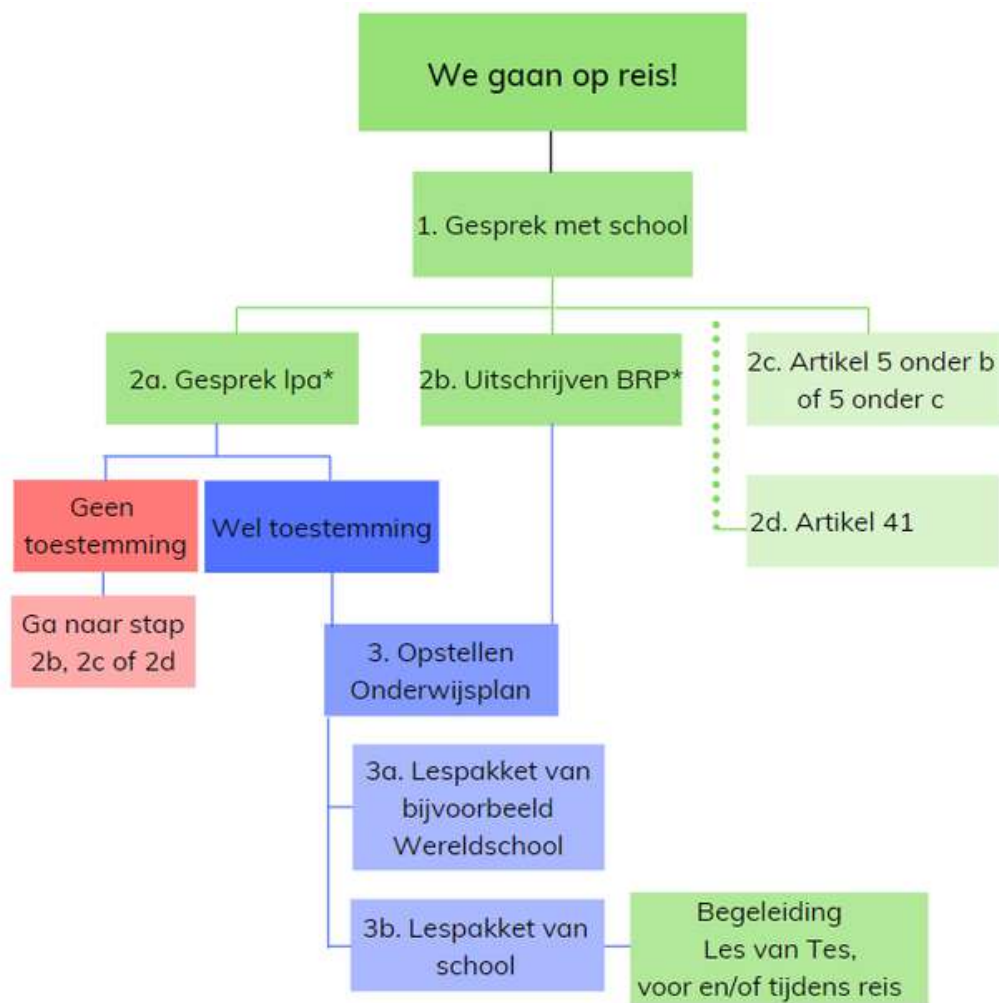 We gaan op reis!
1. Gesprek met school
2a. Gesprek lpa*
2b. Uitschrijven BRP*
2c. Artikel 5 onder b
of 5 onder c
Geen
toestemming
Wel toestemming
2d. Artikel 41
Ga naar stap
2b, 2c of 2d
3. Opstellen
Onderwijsplan
3a. Lespakket van
bijvoorbeeld
Wereldschool
3b. Lespakket van
school
Begeleiding
Les van Tes,
voor en/of tijdens reis